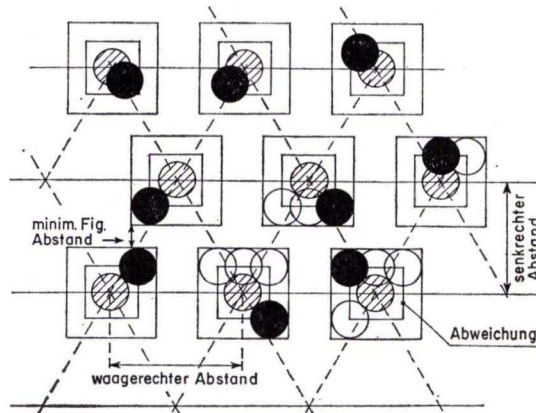 minim. Fig.
Abstand
senkrechter
Abstand
Abweichung
waagerechter Abstand